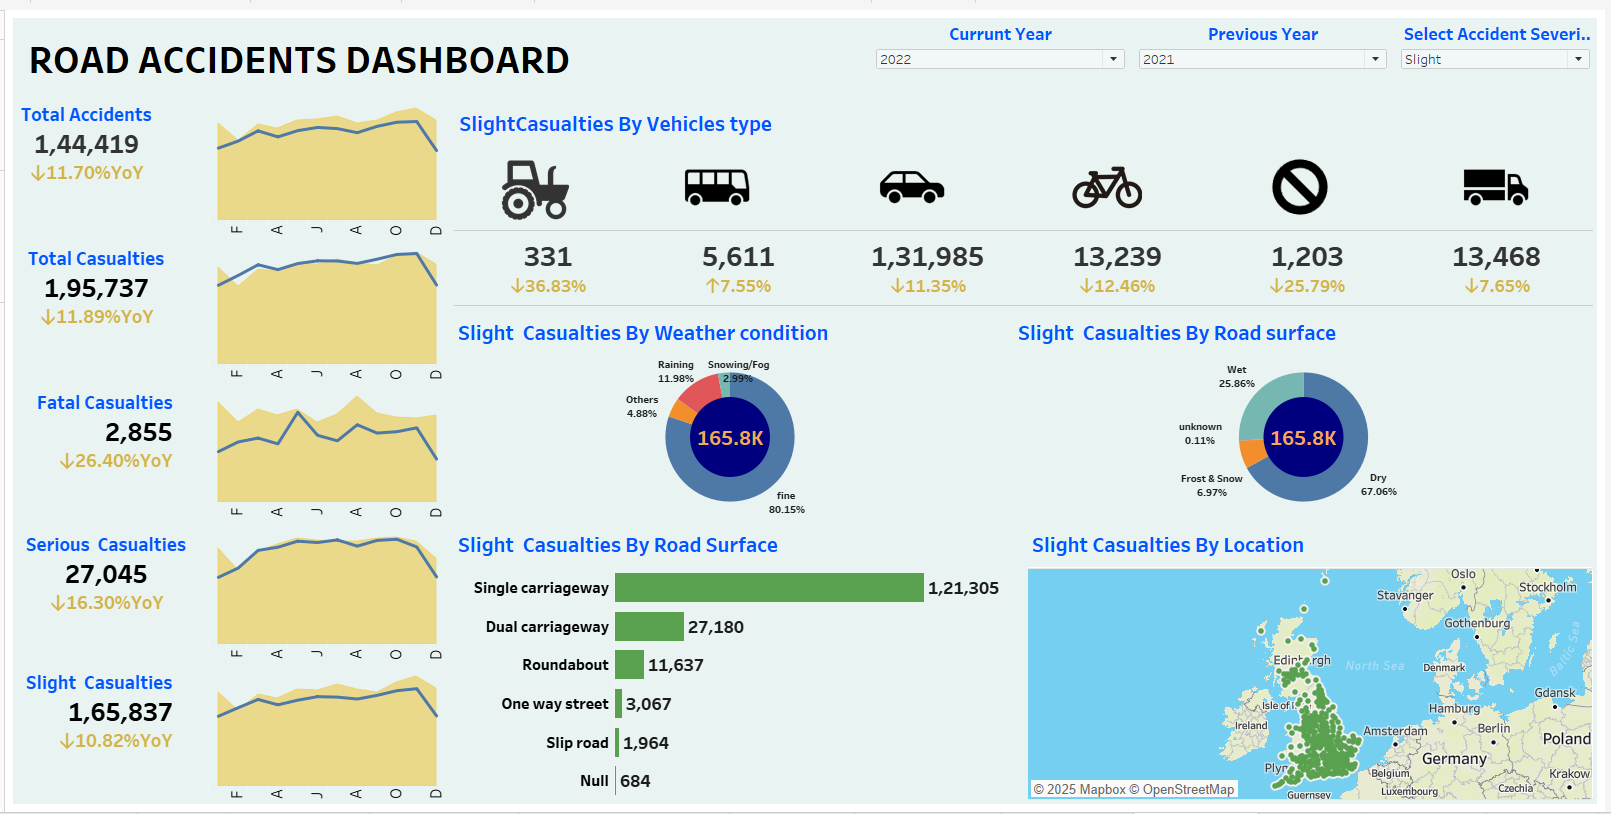 ROAD ACCIDENTS DASHBOARD
Currunt Year
Previous Year
Select Accident Severi..
2022
2021
Slight
Total Accidents
1,44,419
↓11.70%YoY
F A J A O D
Total Casualties
1,95,737
↓11.89%YoY
F A J A O D
Fatal Casualties
2,855
↓26.40%YoY
F A J A O D
Serious Casualties
27,045
↓16.30%YoY
F A J A O D
Slight Casualties
1,65,837
↓10.82%YoY
F A J A O D
SlightCasualties By Vehicles type
331 5,611 1,31,985 13,239 1,203 13,468
↓36.83% ↑7.55% ↓11.35% ↓12.46% ↓25.79% ↓7.65%
Slight Casualties By Weather condition
Raining
11.98%
Snowing/Fog
2.99%
Others
4.88%
165.8K
fine
80.15%
Slight Casualties By Road surface
Wet
25.86%
unknown
0.11%
165.8K
Frost & Snow
6.97%
Dry
67.06%
Slight Casualties By Road Surface
Single carriageway 1,21,305
Dual carriageway 27,180
Roundabout 11,637
One way street 3,067
Slip road 1,964
Null 684
Slight Casualties By Location
Oslo
Stavanger
Stockholm
Gothenburg
North Sea
Baltic Sea
Denmark
Gdansk
Isle of
Hamburg
Ireland
Amsterdam
Berlin
Poland
Germany
Belgium
Krakow
Czechia
Luxembourg
Guernsey
© 2025 Mapbox © OpenStreetMap